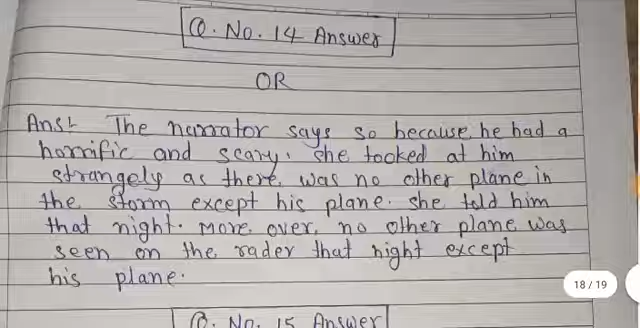 Q. No. 14 Answer
OR
Ans:- The narrator says so because he had a
horrific and scary. she looked at him
strangely as there was no other plane in
the storm except his plane. she told him
that night. More over, no other plane was
seen on the rader that night except
his plane.
18 / 19
Q. No. 15 Answer